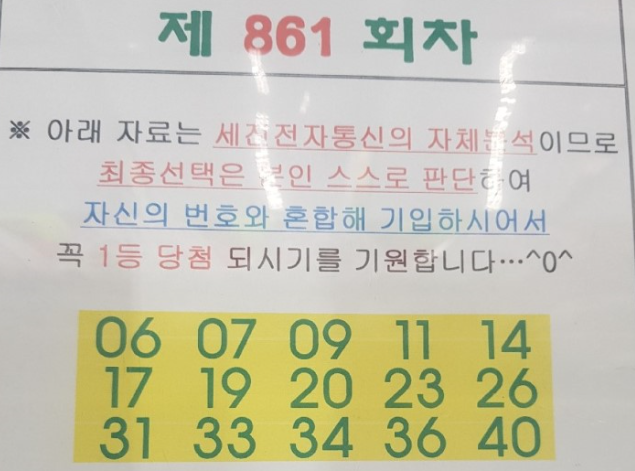 제 861 회차
※ 아래 자료는 세진전자통신의 자체분석이므로
최종선택은 본인 스스로 판단하여
자신의 번호와 혼합해 기입하시어서
꼭 1등 당첨 되시기를 기원합니다…^0^
06 07 09 11 14
17 19 20 23 26
31 33 34 36 40